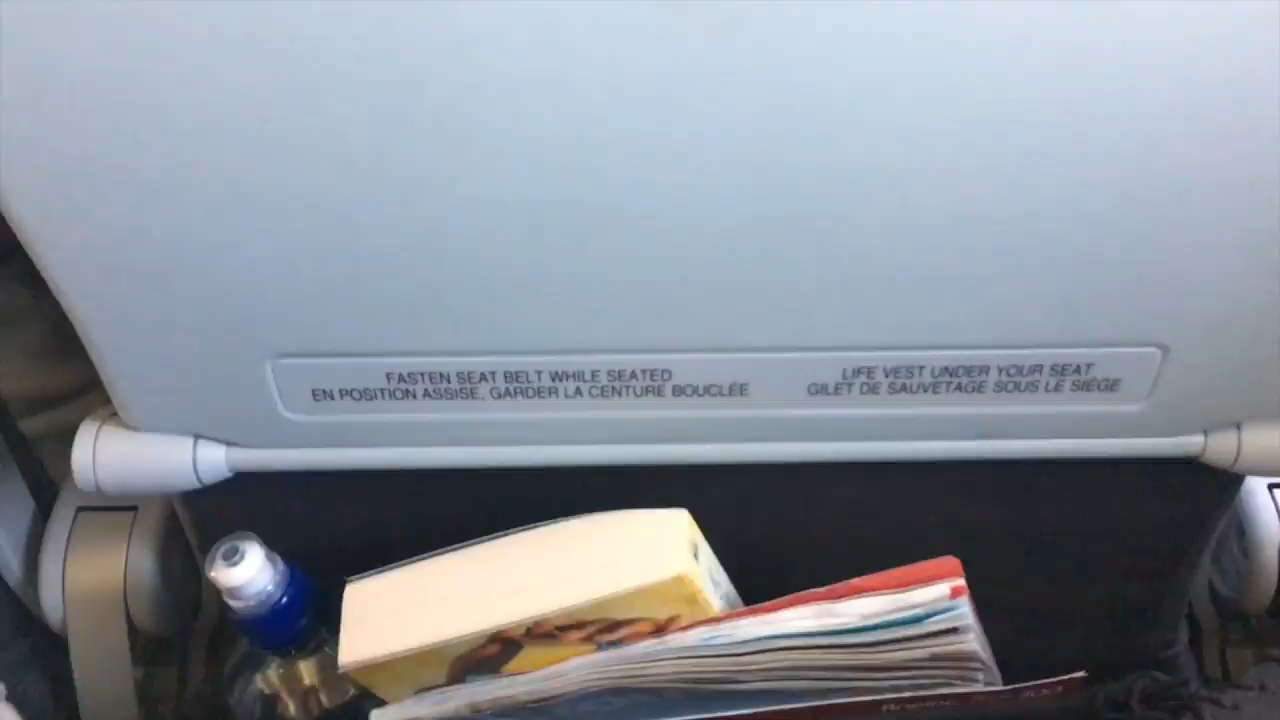 FASTEN SEAT BELT WHILE SEATED
EN POSITION ASSISE, GARDER LA CENTURE BOUCLÉE
LIFE VEST UNDER YOUR SEAT
GILET DE SAUVETAGE SOUS LE SIÈGE